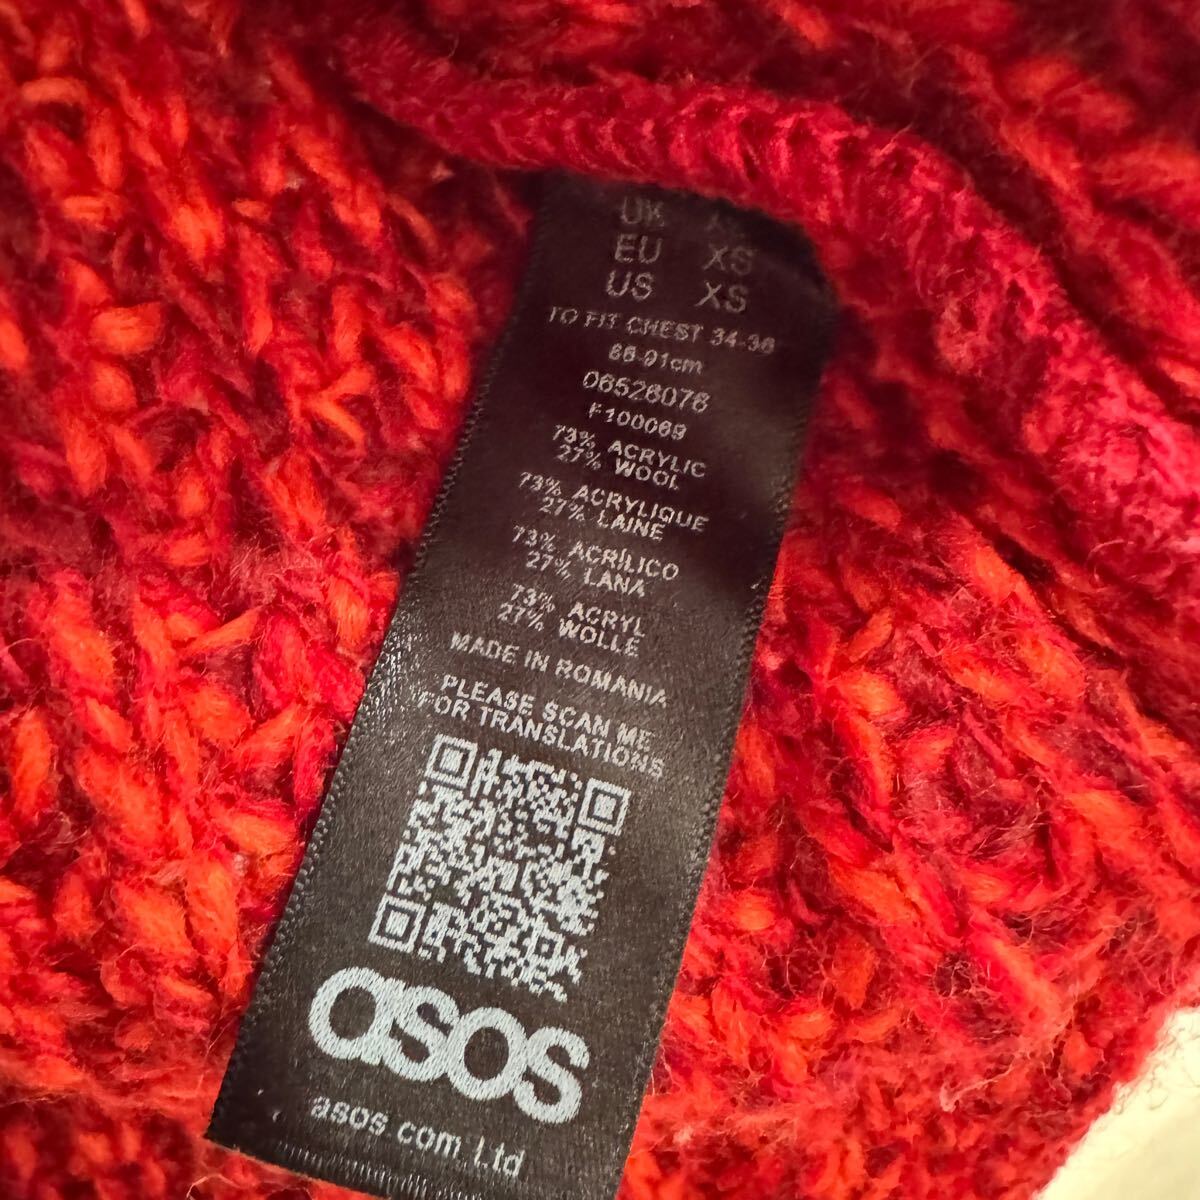 UK
EU XS
US XS
TO FIT CHEST 34-36
86-91cm
06526076
F100069
73% ACRYLIC
27% WOOL
73% ACRYLIQUE
27% LAINE
73% ACRÍLICO
27% LANA
73% ACRYL
27% WOLLE
MADE IN ROMANIA
PLEASE SCAN ME
FOR TRANSLATIONS
asos
asos.com Ltd